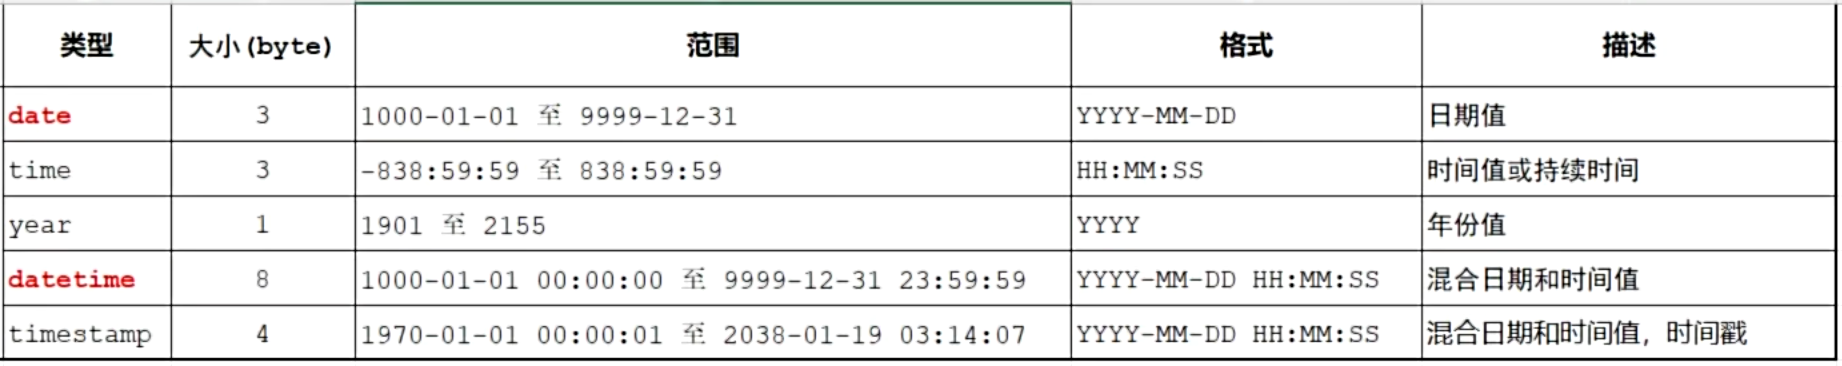 类型 大小(byte) 范围 格式 描述
date 3 1000-01-01 至 9999-12-31 YYYY-MM-DD 日期值
time 3 -838:59:59 至 838:59:59 HH:MM:SS 时间值或持续时间
year 1 1901 至 2155 YYYY 年份值
datetime 8 1000-01-01 00:00:00 至 9999-12-31 23:59:59 YYYY-MM-DD HH:MM:SS 混合日期和时间值
timestamp 4 1970-01-01 00:00:01 至 2038-01-19 03:14:07 YYYY-MM-DD HH:MM:SS 混合日期和时间值，时间戳